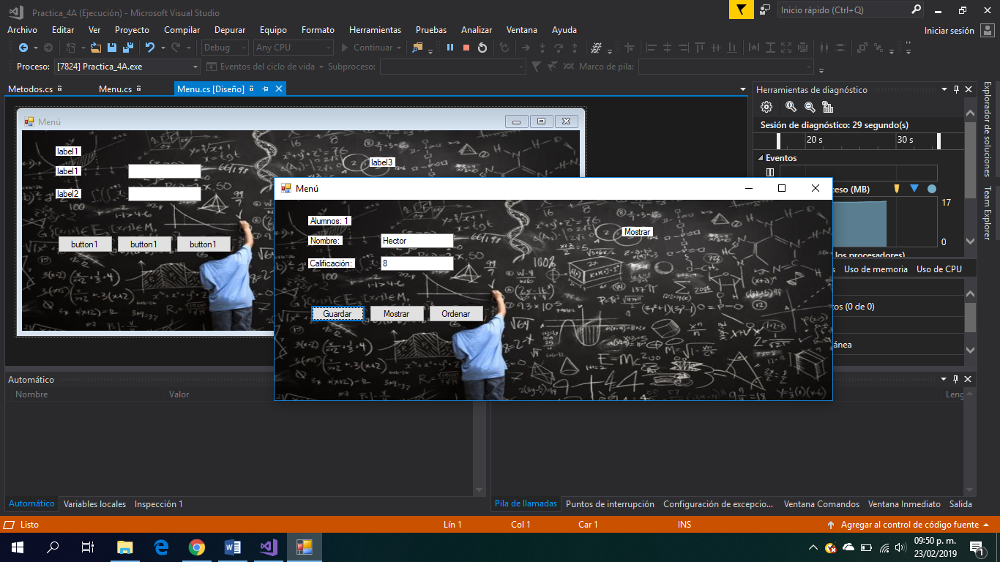 Practica_4A (Ejecución) - Microsoft Visual Studio
Inicio rápido (Ctrl+Q)
Archivo Editar Ver Proyecto Compilar Depurar Equipo Formato Herramientas Pruebas Analizar Ventana Ayuda
Iniciar sesión
Debug Any CPU Continuar
Proceso: [7824] Practica_4A.exe Eventos del ciclo de vida Subproceso: Marco de pila:
Metodos.cs Menu.cs Menu.cs [Diseño]
Menú
label1
label1
label2
label3
button1 button1 button1
Menú
Alumnos: 1
Nombre: Hector
Calificación: 8
Mostrar
Guardar Mostrar Ordenar
Herramientas de diagnóstico
Sesión de diagnóstico: 29 segundo(s)
20 s 30 s
Eventos
ceso (MB)
17
0
los procesadores)
s Uso de memoria Uso de CPU
tos (0 de 0)
ánea
Explorador de soluciones
Team Explorer
Automático
Nombre Valor
Leng
Automático Variables locales Inspección 1
Pila de llamadas Puntos de interrupción Configuración de excepcio... Ventana Comandos Ventana Inmediato Salida
Listo Lín 1 Col 1 Car 1 INS Agregar al control de código fuente
09:50 p. m.
23/02/2019
1